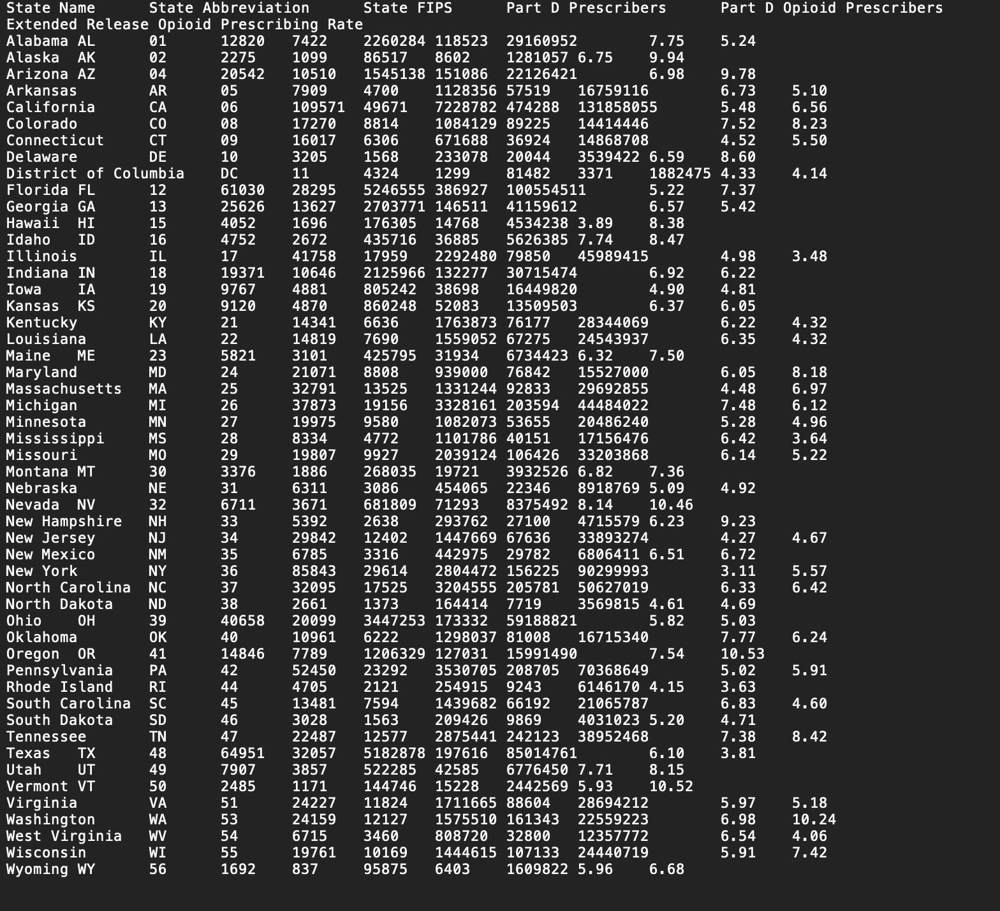 State Name State Abbreviation State FIPS Part D Prescribers Part D Opioid Prescribers
Extended Release Opioid Prescribing Rate
Alabama AL 01 12820 7422 2260284 118523 29160952 7.75 5.24
Alaska AK 02 2275 1099 86517 8602 1281057 6.75 9.94
Arizona AZ 04 20542 10510 1545138 151086 22126421 6.98 9.78
Arkansas AR 05 7909 4700 1128356 57519 16759116 6.73 5.10
California CA 06 109571 49671 7228782 474288 131858055 5.48 6.56
Colorado CO 08 17270 8814 1084129 89225 14414446 7.52 8.23
Connecticut CT 09 16017 6306 671688 36924 14868708 4.52 5.50
Delaware DE 10 3205 1568 233078 20044 3539422 6.59 8.60
District of Columbia DC 11 4324 1299 81482 3371 1882475 4.33 4.14
Florida FL 12 61030 28295 5246555 386927 100554511 5.22 7.37
Georgia GA 13 25626 13627 2703771 146511 41159612 6.57 5.42
Hawaii HI 15 4052 1696 176305 14768 4534238 3.89 8.38
Idaho ID 16 4752 2672 435716 36885 5626385 7.74 8.47
Illinois IL 17 41758 17959 2292480 79850 45989415 4.98 3.48
Indiana IN 18 19371 10646 2125966 132277 30715474 6.92 6.22
Iowa IA 19 9767 4881 805242 38698 16449820 4.90 4.81
Kansas KS 20 9120 4870 860248 52083 13509503 6.37 6.05
Kentucky KY 21 14341 6636 1763873 76177 28344069 6.22 4.32
Louisiana LA 22 14819 7690 1559052 67275 24543937 6.35 4.32
Maine ME 23 5821 3101 425795 31934 6734423 6.32 7.50
Maryland MD 24 21071 8808 939000 76842 15527000 6.05 8.18
Massachusetts MA 25 32791 13525 1331244 92833 29692855 4.48 6.97
Michigan MI 26 37873 19156 3328161 203594 44484022 7.48 6.12
Minnesota MN 27 19975 9580 1082073 53655 20486240 5.28 4.96
Mississippi MS 28 8334 4772 1101786 40151 17156476 6.42 3.64
Missouri MO 29 19807 9927 2039124 106426 33203868 6.14 5.22
Montana MT 30 3376 1886 268035 19721 3932526 6.82 7.36
Nebraska NE 31 6311 3086 454065 22346 8918769 5.09 4.92
Nevada NV 32 6711 3671 681809 71293 8375492 8.14 10.46
New Hampshire NH 33 5392 2638 293762 27100 4715579 6.23 9.23
New Jersey NJ 34 29842 12402 1447669 67636 33893274 4.27 4.67
New Mexico NM 35 6785 3316 442975 29782 6806411 6.51 6.72
New York NY 36 85843 29614 2804472 156225 90299993 3.11 5.57
North Carolina NC 37 32095 17525 3204555 205781 50627019 6.33 6.42
North Dakota ND 38 2661 1373 164414 7719 3569815 4.61 4.69
Ohio OH 39 40658 20099 3447253 173332 59188821 5.82 5.03
Oklahoma OK 40 10961 6222 1298037 81008 16715340 7.77 6.24
Oregon OR 41 14846 7789 1206329 127031 15991490 7.54 10.53
Pennsylvania PA 42 52450 23292 3530705 208705 70368649 5.02 5.91
Rhode Island RI 44 4705 2121 254915 9243 6146170 4.15 3.63
South Carolina SC 45 13481 7594 1439682 66192 21065787 6.83 4.60
South Dakota SD 46 3028 1563 209426 9869 4031023 5.20 4.71
Tennessee TN 47 22487 12577 2875441 242123 38952468 7.38 8.42
Texas TX 48 64951 32057 5182878 197616 85014761 6.10 3.81
Utah UT 49 7907 3857 522285 42585 6776450 7.71 8.15
Vermont VT 50 2485 1171 144746 15228 2442569 5.93 10.52
Virginia VA 51 24227 11824 1711665 88604 28694212 5.97 5.18
Washington WA 53 24159 12127 1575510 161343 22559223 6.98 10.24
West Virginia WV 54 6715 3460 808720 32800 12357772 6.54 4.06
Wisconsin WI 55 19761 10169 1444615 107133 24440719 5.91 7.42
Wyoming WY 56 1692 837 95875 6403 1609822 5.96 6.68